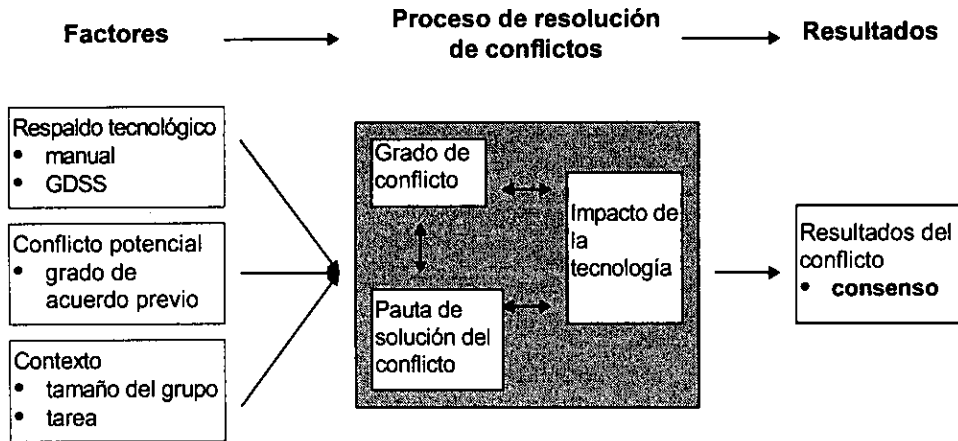 Factores
Proceso de resolución
de conflictos
Resultados
Respaldo tecnológico
• manual
• GDSS
Conflicto potencial
• grado de
acuerdo previo
Contexto
• tamaño del grupo
• tarea
Grado de
conflicto
Pauta de
solución del
conflicto
Impacto de
la
tecnología
Resultados del
conflicto
• consenso